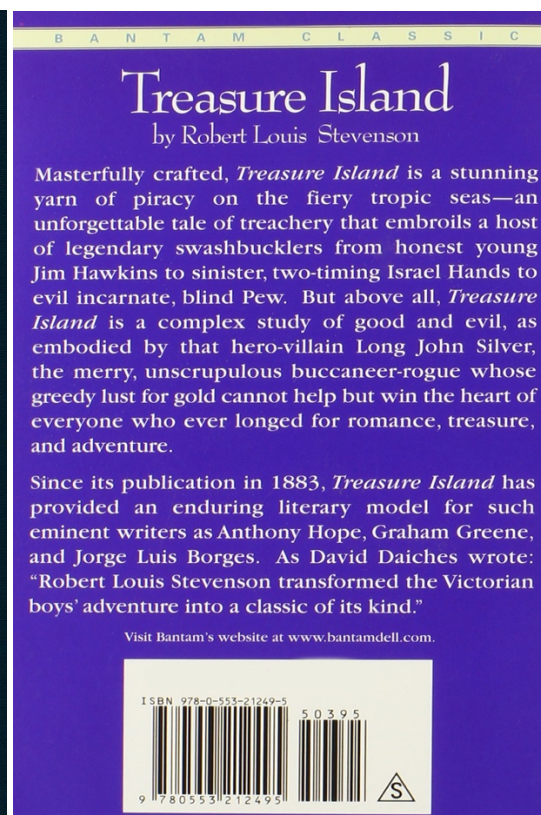 BANTAM CLASSIC
Treasure Island
by Robert Louis Stevenson
Masterfully crafted, Treasure Island is a stunning
yarn of piracy on the fiery tropic seas—an
unforgettable tale of treachery that embroils a host
of legendary swashbucklers from honest young
Jim Hawkins to sinister, two-timing Israel Hands to
evil incarnate, blind Pew. But above all, Treasure
Island is a complex study of good and evil, as
embodied by that hero-villain Long John Silver,
the merry, unscrupulous buccaneer-rogue whose
greedy lust for gold cannot help but win the heart of
everyone who ever longed for romance, treasure,
and adventure.
Since its publication in 1883, Treasure Island has
provided an enduring literary model for such
eminent writers as Anthony Hope, Graham Greene,
and Jorge Luis Borges. As David Daiches wrote:
“Robert Louis Stevenson transformed the Victorian
boys’ adventure into a classic of its kind.”
Visit Bantam’s website at www.bantamdell.com.
ISBN 978-0-553-21249-5
50395
9 780553 212495
S